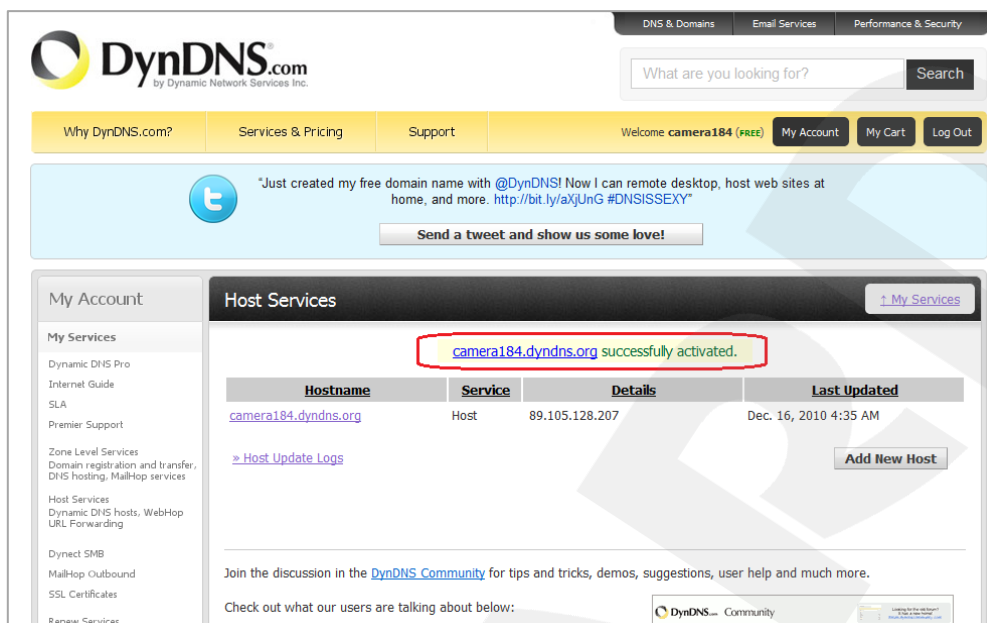 DNS & Domains Email Services Performance & Security
DynDNS.com
by Dynamic Network Services Inc.
What are you looking for? Search
Why DynDNS.com? Services & Pricing Support Welcome camera184 (FREE) My Account My Cart Log Out
"Just created my free domain name with @DynDNS! Now I can remote desktop, host web sites at
home, and more. http://bit.ly/aXjUnG #DNSISSEXY"
Send a tweet and show us some love!
My Account
My Services
Dynamic DNS Pro
Internet Guide
SLA
Premier Support
Zone Level Services
Domain registration and transfer,
DNS hosting, MailHop services
Host Services
Dynamic DNS hosts, WebHop
URL Forwarding
Dynect SMB
MailHop Outbound
SSL Certificates
Renew Services
Host Services ↑ My Services
camera184.dyndns.org successfully activated.
Hostname Service Details Last Updated
camera184.dyndns.org Host 89.105.128.207 Dec. 16, 2010 4:35 AM
» Host Update Logs Add New Host
Join the discussion in the DynDNS Community for tips and tricks, demos, suggestions, user help and much more.
Check out what our users are talking about below:
DynDNS Community